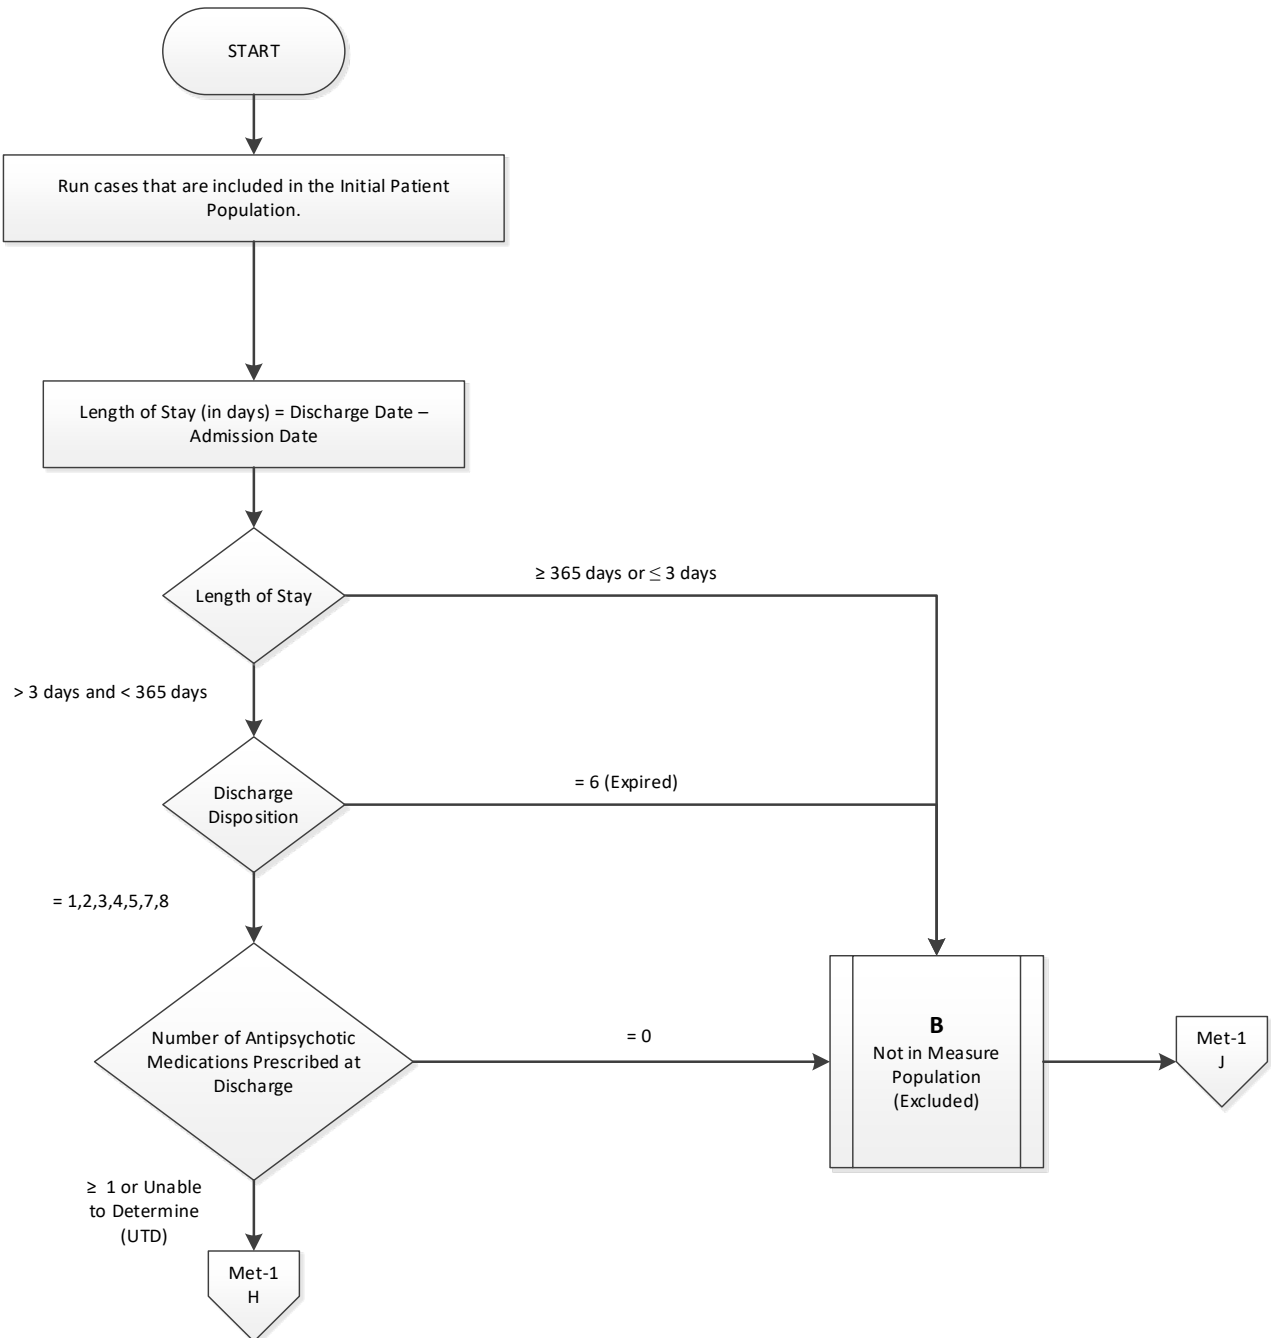 START
Run cases that are included in the Initial Patient
Population.
Length of Stay (in days) = Discharge Date –
Admission Date
Length of Stay
≥ 365 days or ≤ 3 days
> 3 days and < 365 days
Discharge
Disposition
= 6 (Expired)
= 1,2,3,4,5,7,8
Number of Antipsychotic
Medications Prescribed at
Discharge
= 0
B
Not in Measure
Population
(Excluded)
Met-1
J
≥ 1 or Unable
to Determine
(UTD)
Met-1
H